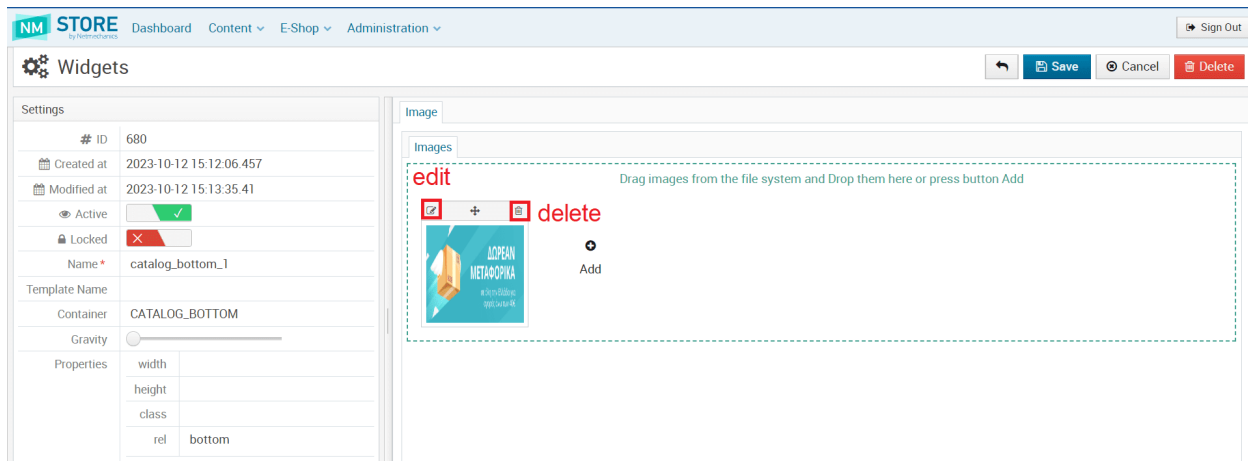 NM STORE by Netmechanics Dashboard Content E-Shop Administration Sign Out
Widgets Save Cancel Delete
Settings
# ID 680
Created at 2023-10-12 15:12:06.457
Modified at 2023-10-12 15:13:35.41
Active
Locked
Name* catalog_bottom_1
Template Name
Container CATALOG_BOTTOM
Gravity
Properties width
height
class
rel bottom
Image
Images
edit
Drag images from the file system and Drop them here or press button Add
delete
ΔΩΡΕΑΝ
ΜΕΤΑΦΟΡΙΚΑ
Add